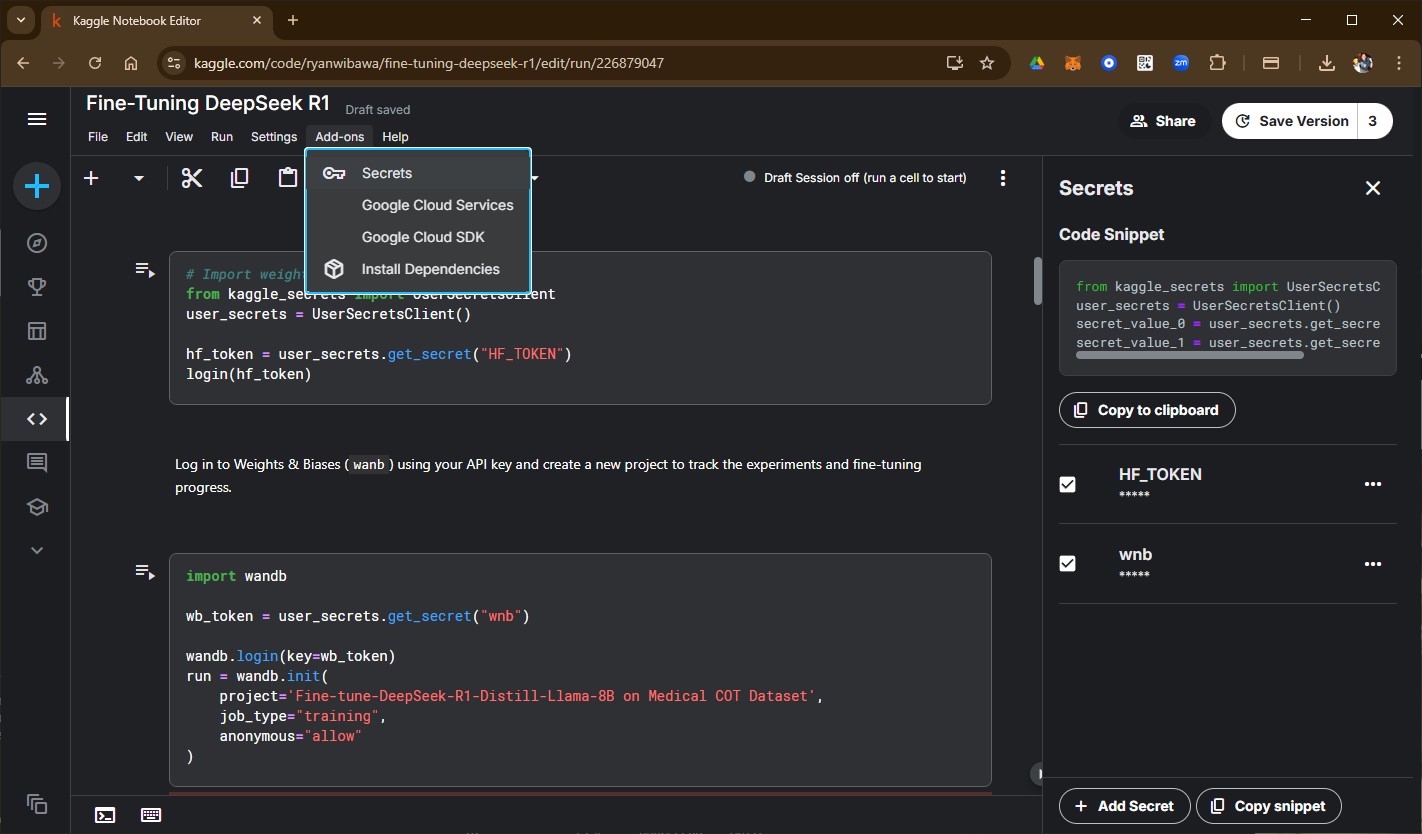 Kaggle Notebook Editor
kaggle.com/code/ryanwibawa/fine-tuning-deepseek-r1/edit/run/226879047
zm
Fine-Tuning DeepSeek R1 Draft saved
File Edit View Run Settings Add-ons Help
Share
Save Version 3
Secrets
Google Cloud Services
Google Cloud SDK
Install Dependencies
Draft Session off (run a cell to start)
# Import weight
from kaggle_secrets import UserSecretsClient
user_secrets = UserSecretsClient()
hf_token = user_secrets.get_secret("HF_TOKEN")
login(hf_token)
Log in to Weights & Biases (wanb) using your API key and create a new project to track the experiments and fine-tuning
progress.
import wandb
wb_token = user_secrets.get_secret("wnb")
wandb.login(key=wb_token)
run = wandb.init(
project='Fine-tune-DeepSeek-R1-Distill-Llama-8B on Medical COT Dataset',
job_type="training",
anonymous="allow"
)
Secrets
Code Snippet
from kaggle_secrets import UserSecretsC
user_secrets = UserSecretsClient()
secret_value_0 = user_secrets.get_secre
secret_value_1 = user_secrets.get_secre
Copy to clipboard
HF_TOKEN
*****
wnb
*****
Add Secret
Copy snippet